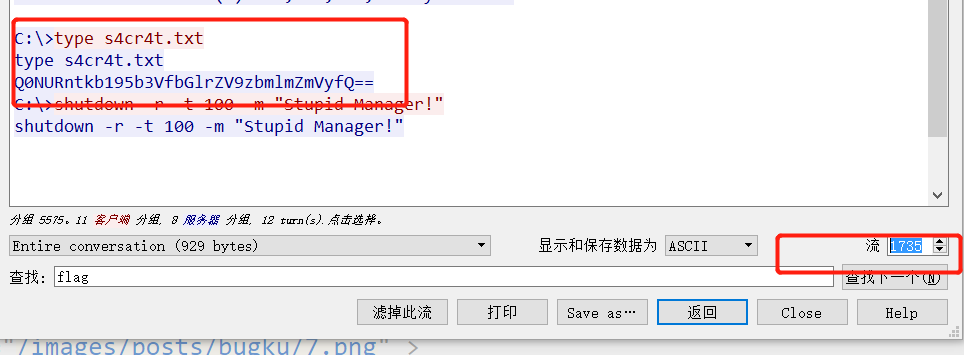 C:\>type s4cr4t.txt
type s4cr4t.txt
Q0NURntkb195b3VfbGlrZV9zbmlmZmVyfQ==
C:\>shutdown -r -t 100 -m "Stupid Manager!"
shutdown -r -t 100 -m "Stupid Manager!"
分组 5575。11 客户端 分组, 9 服务器 分组, 12 turn(s).点击选择。
Entire conversation (929 bytes) 显示和保存数据为 ASCII 流 1735
查找: flag 查找下一个(N)
滤掉此流 打印 Save as… 返回 Close Help
"/images/posts/bugku/7.png" >